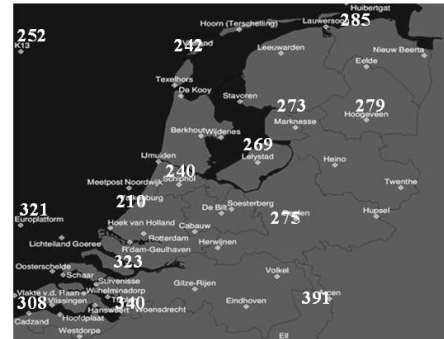 Huibertgat
285
Lauwersoog
Hoorn (Terschelling)
252
K13
242
Leeuwarden
Nieuw Beerta
Eelde
Texelhors
De Kooy
Stavoren
273
279
Marknesse
Hoogeveen
Berkhout
Wijdenes
269
IJmuiden
Lelystad
Heino
240
Schiphol
Meetpost Noordwijk
Twenthe
210
321
Europlatform
Soesterberg
De Bilt
275
Hupsel
Hoek van Holland
Cabauw
Lichteiland Goeree
Rotterdam
R'dam-Geulhaven
Herwijnen
323
Oosterschelde
Schaar
Stavenisse
Volkel
Gilze-Rijen
391
Vlakte v.d. Raan
Wilhelminadorp
308
Vlissingen
340
Hansweert
Woensdrecht
Eindhoven
Cadzand
Hoofdplaat
Westdorpe
Ell